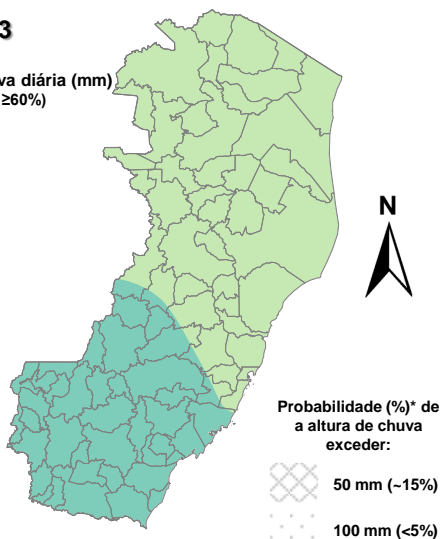 3
va diária (mm)
≥60%)
N
Probabilidade (%)* de
a altura de chuva
exceder:
50 mm (~15%)
100 mm (<5%)